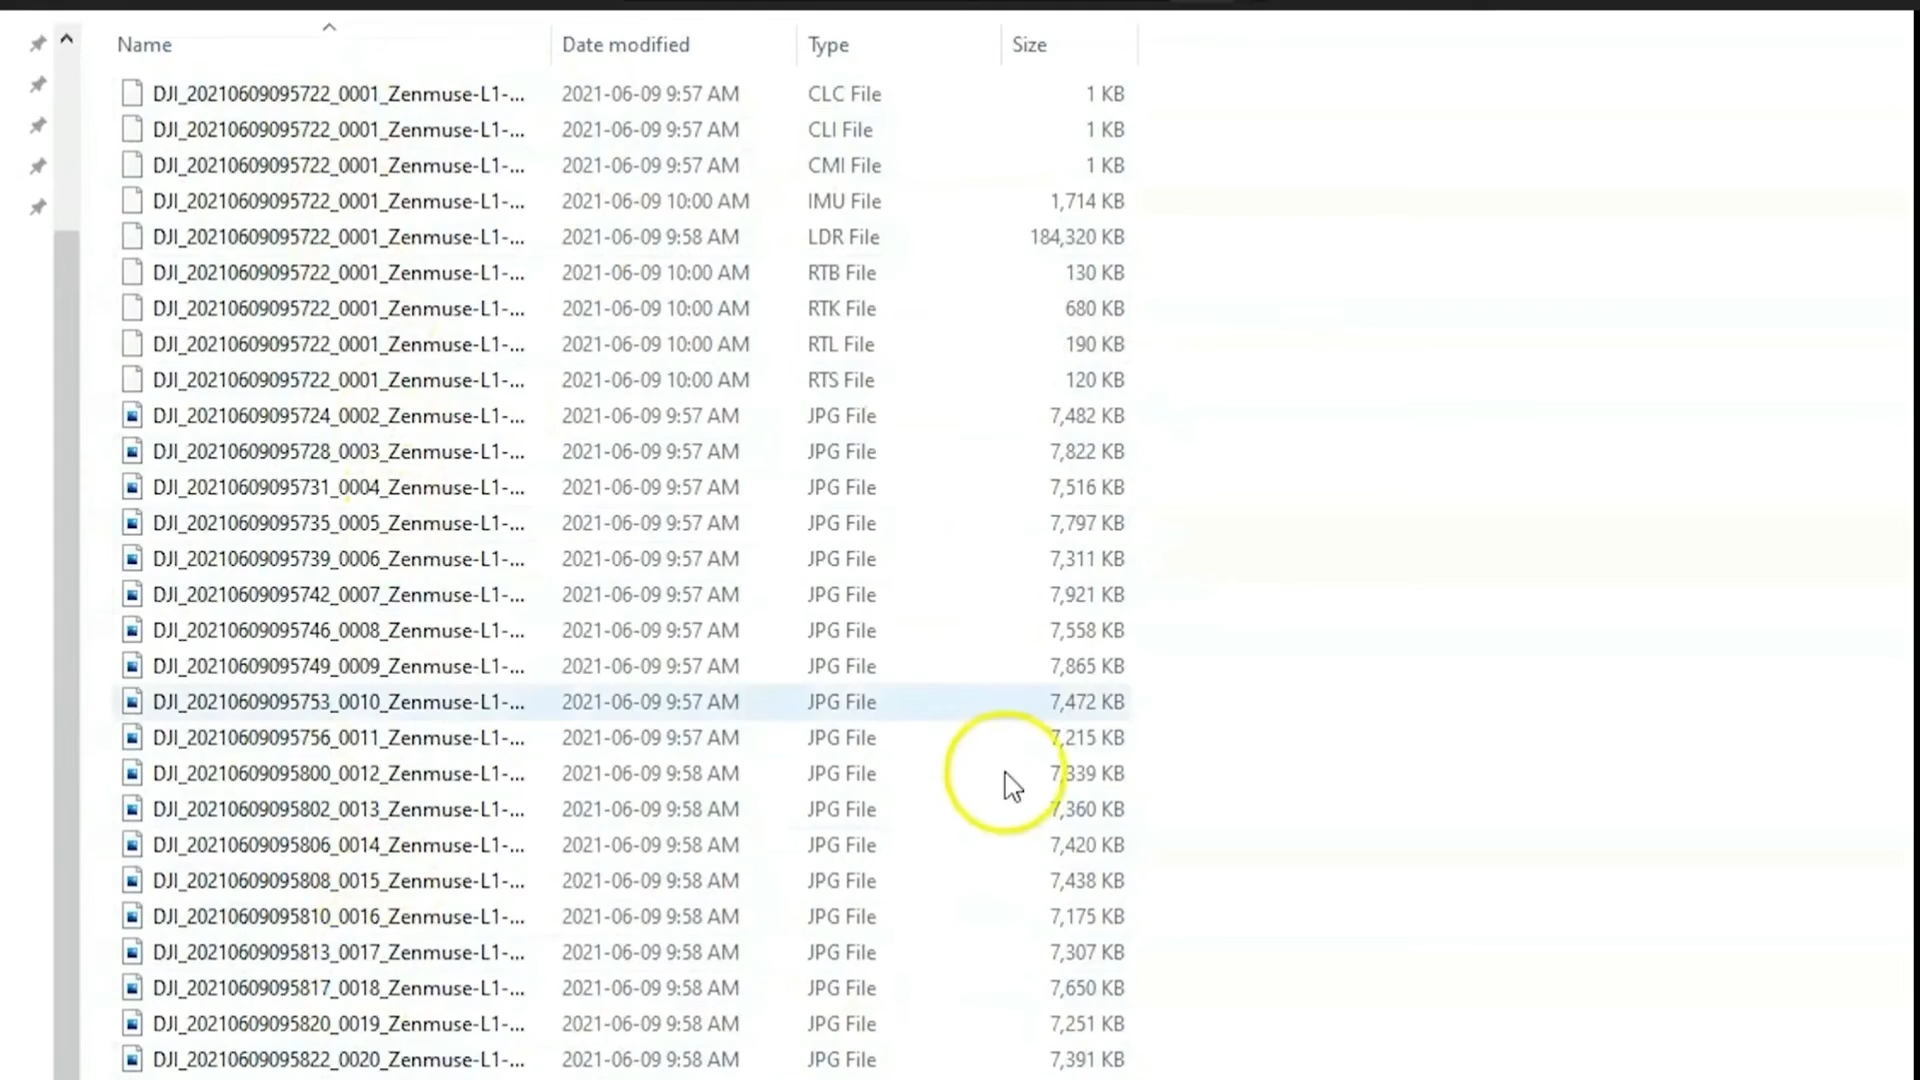 Name Date modified Type Size
DJI_20210609095722_0001_Zenmuse-L1-... 2021-06-09 9:57 AM CLC File 1 KB
DJI_20210609095722_0001_Zenmuse-L1-... 2021-06-09 9:57 AM CLI File 1 KB
DJI_20210609095722_0001_Zenmuse-L1-... 2021-06-09 9:57 AM CMI File 1 KB
DJI_20210609095722_0001_Zenmuse-L1-... 2021-06-09 10:00 AM IMU File 1,714 KB
DJI_20210609095722_0001_Zenmuse-L1-... 2021-06-09 9:58 AM LDR File 184,320 KB
DJI_20210609095722_0001_Zenmuse-L1-... 2021-06-09 10:00 AM RTB File 130 KB
DJI_20210609095722_0001_Zenmuse-L1-... 2021-06-09 10:00 AM RTK File 680 KB
DJI_20210609095722_0001_Zenmuse-L1-... 2021-06-09 10:00 AM RTL File 190 KB
DJI_20210609095722_0001_Zenmuse-L1-... 2021-06-09 10:00 AM RTS File 120 KB
DJI_20210609095724_0002_Zenmuse-L1-... 2021-06-09 9:57 AM JPG File 7,482 KB
DJI_20210609095728_0003_Zenmuse-L1-... 2021-06-09 9:57 AM JPG File 7,822 KB
DJI_20210609095731_0004_Zenmuse-L1-... 2021-06-09 9:57 AM JPG File 7,516 KB
DJI_20210609095735_0005_Zenmuse-L1-... 2021-06-09 9:57 AM JPG File 7,797 KB
DJI_20210609095739_0006_Zenmuse-L1-... 2021-06-09 9:57 AM JPG File 7,311 KB
DJI_20210609095742_0007_Zenmuse-L1-... 2021-06-09 9:57 AM JPG File 7,921 KB
DJI_20210609095746_0008_Zenmuse-L1-... 2021-06-09 9:57 AM JPG File 7,558 KB
DJI_20210609095749_0009_Zenmuse-L1-... 2021-06-09 9:57 AM JPG File 7,865 KB
DJI_20210609095753_0010_Zenmuse-L1-... 2021-06-09 9:57 AM JPG File 7,472 KB
DJI_20210609095756_0011_Zenmuse-L1-... 2021-06-09 9:57 AM JPG File 7,215 KB
DJI_20210609095800_0012_Zenmuse-L1-... 2021-06-09 9:58 AM JPG File 7,339 KB
DJI_20210609095802_0013_Zenmuse-L1-... 2021-06-09 9:58 AM JPG File 7,360 KB
DJI_20210609095806_0014_Zenmuse-L1-... 2021-06-09 9:58 AM JPG File 7,420 KB
DJI_20210609095808_0015_Zenmuse-L1-... 2021-06-09 9:58 AM JPG File 7,438 KB
DJI_20210609095810_0016_Zenmuse-L1-... 2021-06-09 9:58 AM JPG File 7,175 KB
DJI_20210609095813_0017_Zenmuse-L1-... 2021-06-09 9:58 AM JPG File 7,307 KB
DJI_20210609095817_0018_Zenmuse-L1-... 2021-06-09 9:58 AM JPG File 7,650 KB
DJI_20210609095820_0019_Zenmuse-L1-... 2021-06-09 9:58 AM JPG File 7,251 KB
DJI_20210609095822_0020_Zenmuse-L1-... 2021-06-09 9:58 AM JPG File 7,391 KB